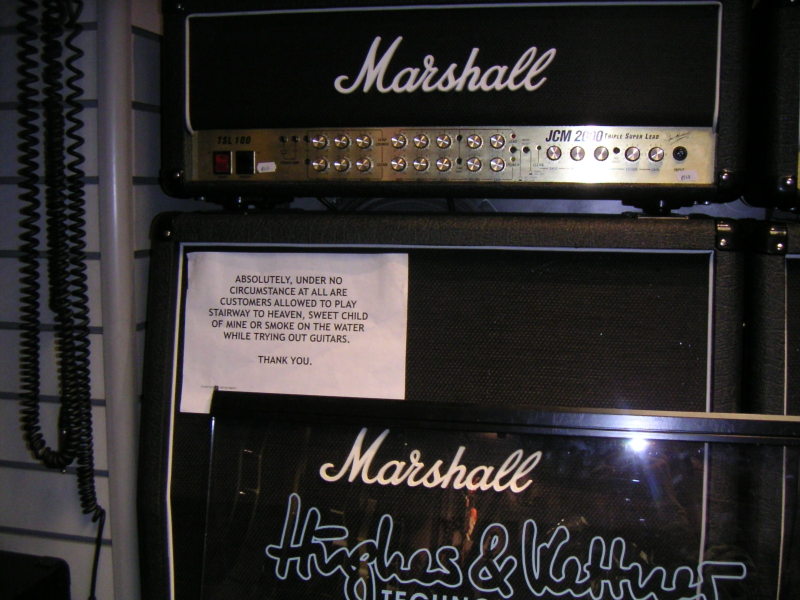 Marshall
TSL 100
JCM 2000 TRIPLE SUPER LEAD
INPUT
ABSOLUTELY, UNDER NO
CIRCUMSTANCE AT ALL ARE
CUSTOMERS ALLOWED TO PLAY
STAIRWAY TO HEAVEN, SWEET CHILD
OF MINE OR SMOKE ON THE WATER
WHILE TRYING OUT GUITARS.
THANK YOU.
Marshall
Hughes & Kettner